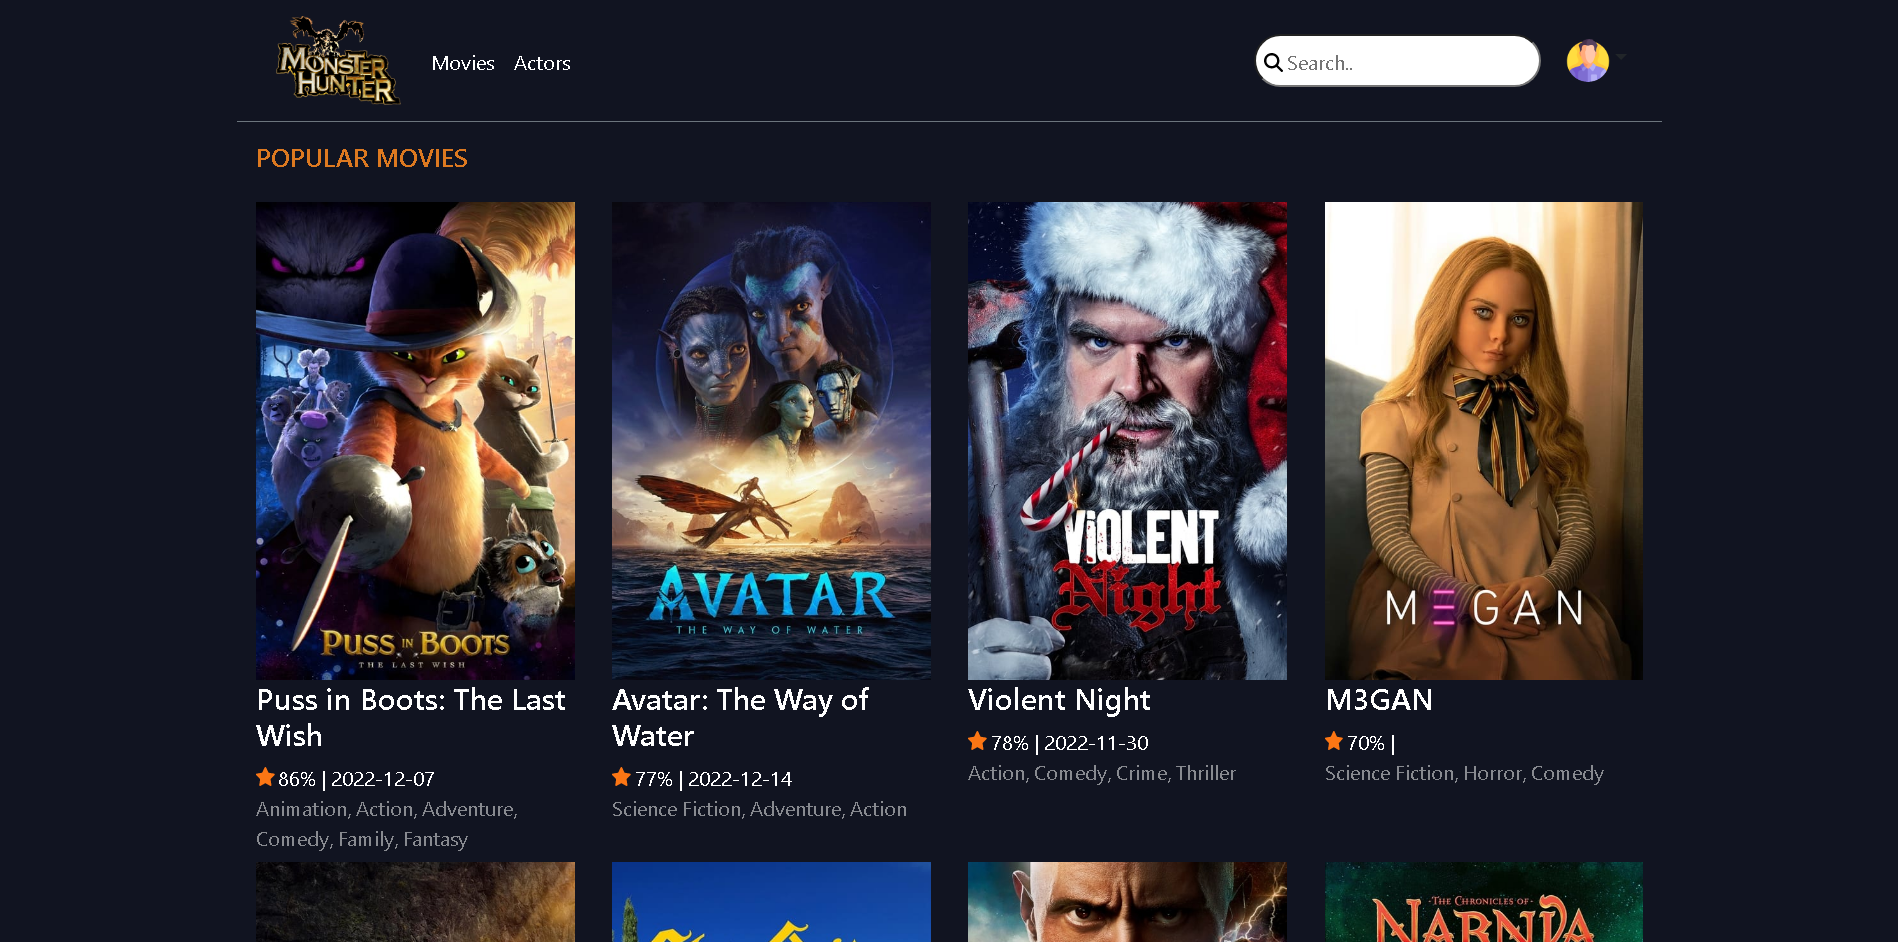 MONSTER
HUNTER
Movies Actors
Search..
POPULAR MOVIES
PUSS IN BOOTS
THE LAST WISH
AVATAR
THE WAY OF WATER
VIOLENT
Night
M3GAN
Puss in Boots: The Last
Wish
86% | 2022-12-07
Animation, Action, Adventure,
Comedy, Family, Fantasy
Avatar: The Way of
Water
77% | 2022-12-14
Science Fiction, Adventure, Action
Violent Night
78% | 2022-11-30
Action, Comedy, Crime, Thriller
M3GAN
70% |
Science Fiction, Horror, Comedy
THE CHRONICLES OF
NARNIA